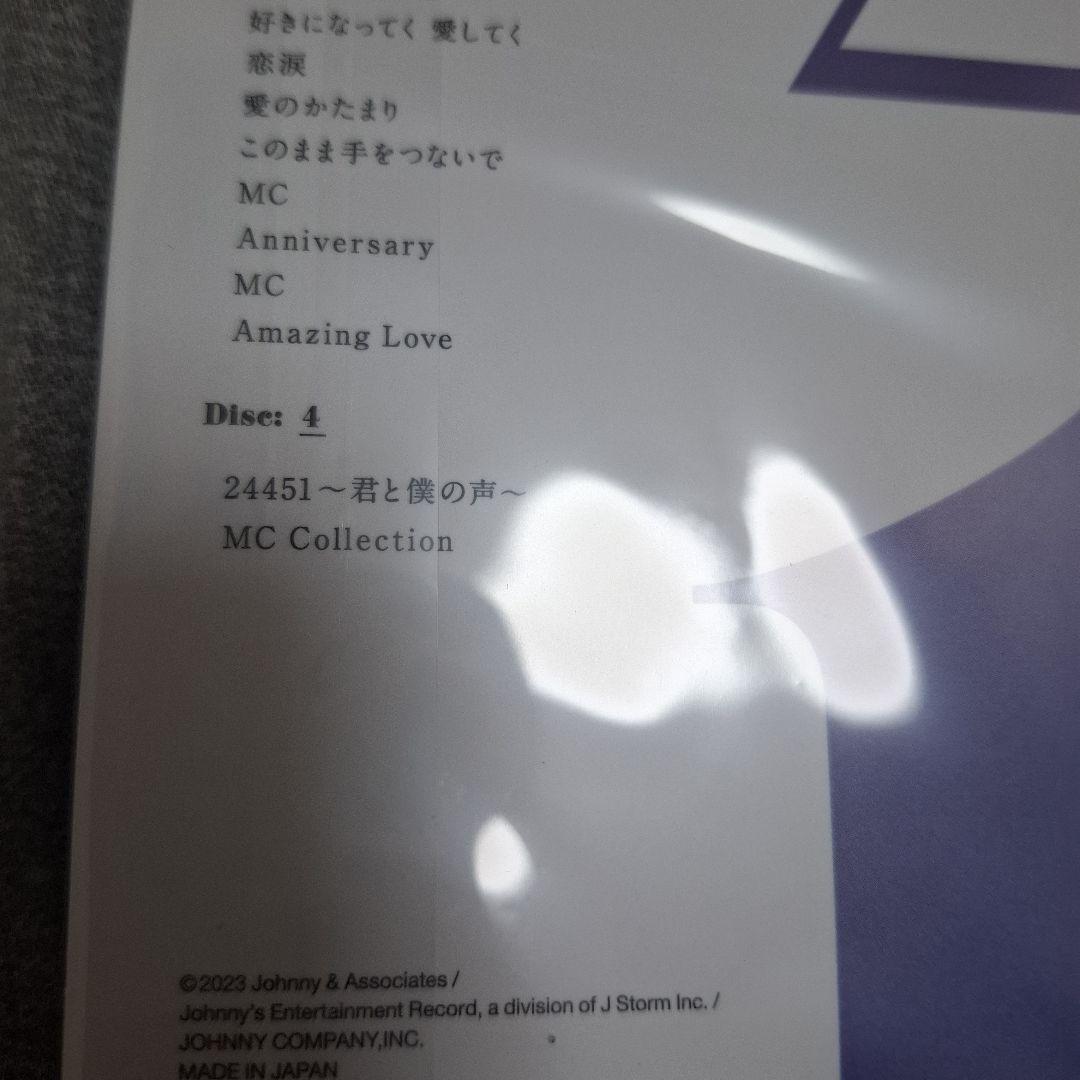 好きになってく 愛してく
恋涙
愛のかたまり
このまま手をつないで
MC
Anniversary
MC
Amazing Love
Disc: 4
24451～君と僕の声～
MC Collection
©2023 Johnny & Associates /
Johnny's Entertainment Record, a division of J Storm Inc. /
JOHNNY COMPANY,INC.
MADE IN JAPAN